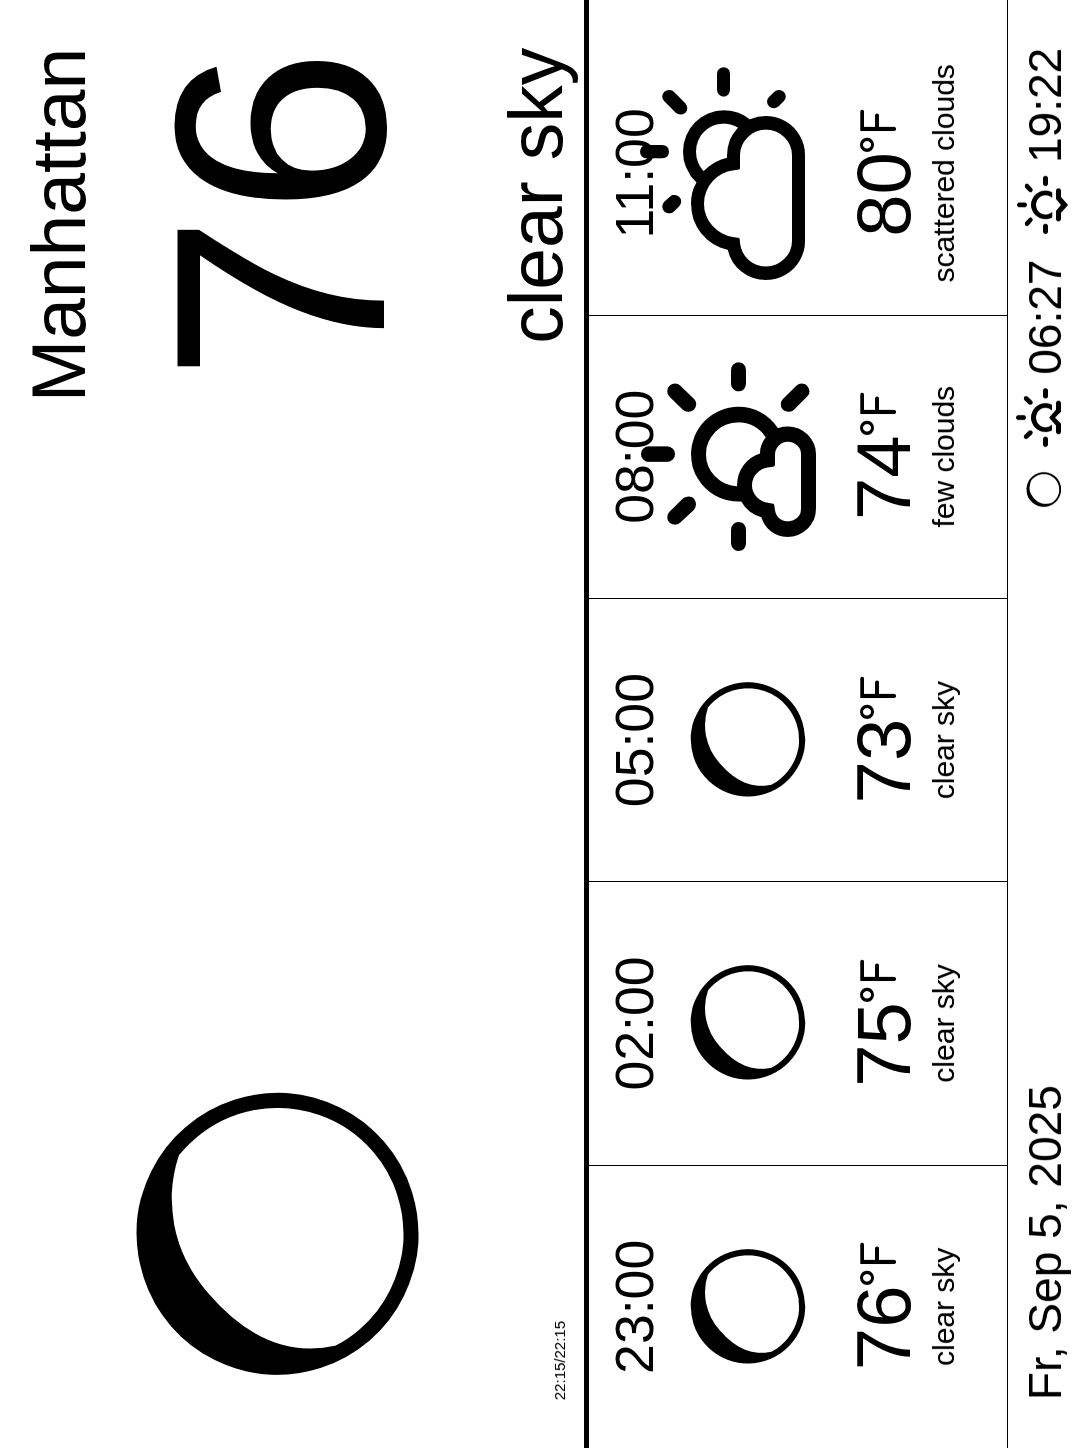 Manhattan
76
clear sky
22:15/22:15
23:00
76°F
clear sky
02:00
75°F
clear sky
05:00
73°F
clear sky
08:00
74°F
few clouds
11:00
80°F
scattered clouds
Fr, Sep 5, 2025
06:27 19:22